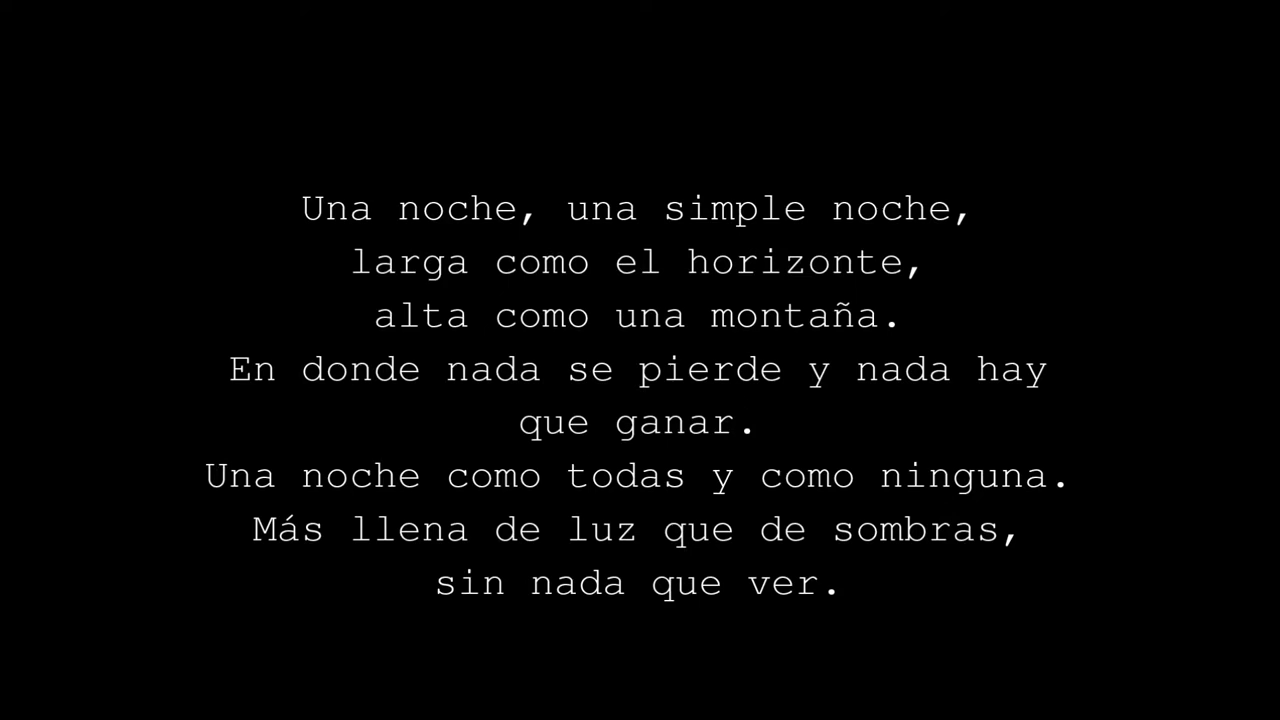 Una noche, una simple noche,
larga como el horizonte,
alta como una montaña.
En donde nada se pierde y nada hay
que ganar.
Una noche como todas y como ninguna.
Más llena de luz que de sombras,
sin nada que ver.